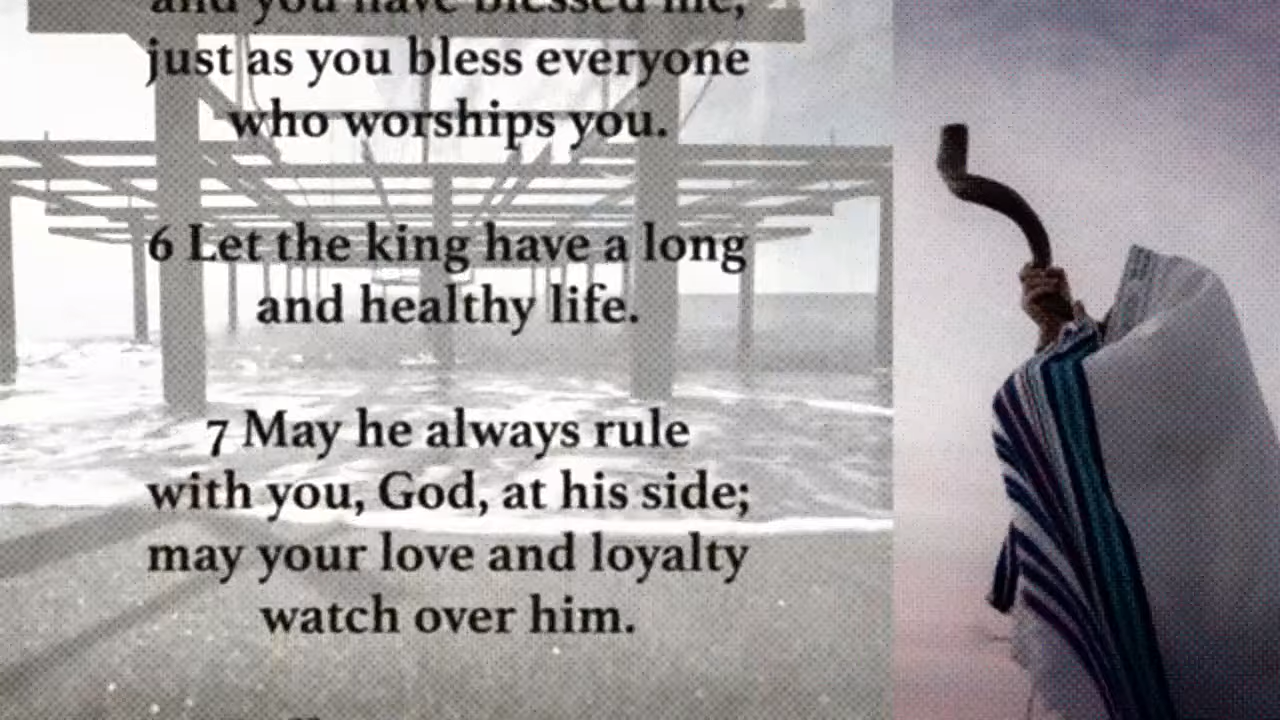 and you have blessed me,
just as you bless everyone
who worships you.
6 Let the king have a long
and healthy life.
7 May he always rule
with you, God, at his side;
may your love and loyalty
watch over him.